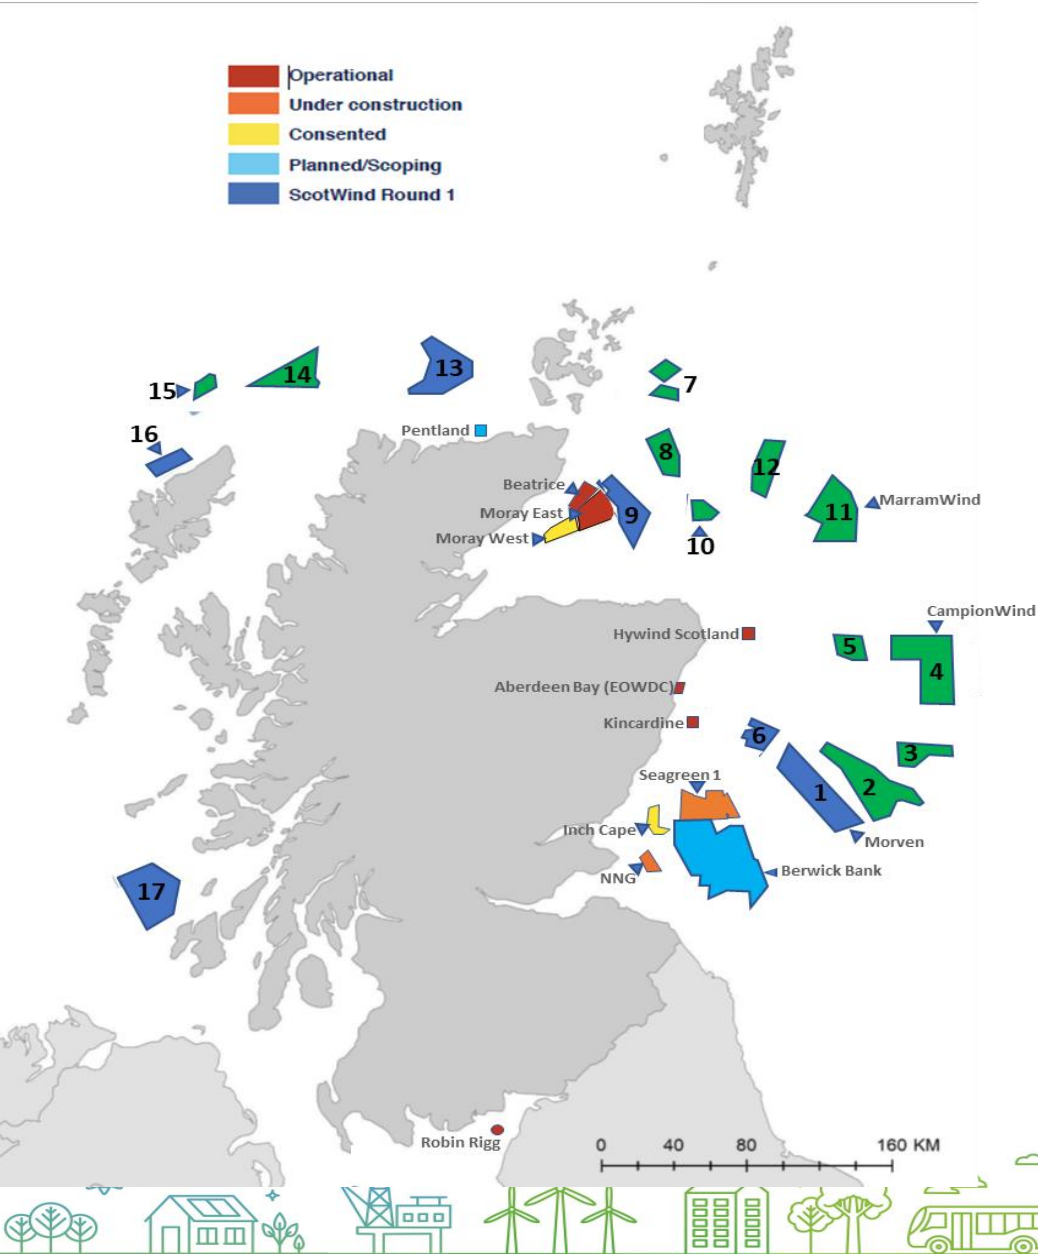 Operational
Under construction
Consented
Planned/Scoping
ScotWind Round 1
13
14
15
7
16
Pentland
8
12
Beatrice
MarramWind
Moray East
9
11
Moray West
10
CampionWind
Hywind Scotland
5
4
Aberdeen Bay (EOWDC)
Kincardine
6
3
Seagreen 1
2
1
Inch Cape
Morven
Berwick Bank
NNG
17
Robin Rigg
0 40 80 160 KM